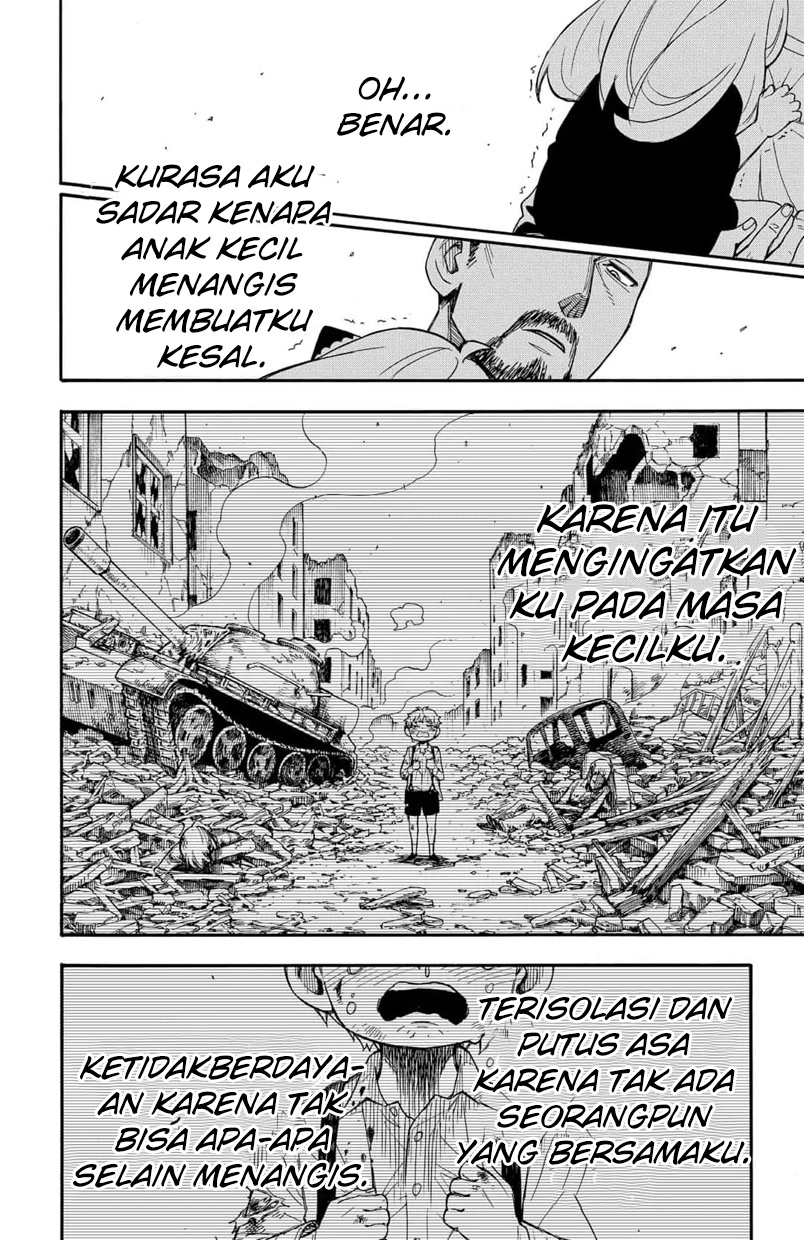 OH...
BENAR.
KURASA AKU
SADAR KENAPA
ANAK KECIL
MENANGIS
MEMBUATKU
KESAL.
KARENA ITU
MENGINGATKAN
KU PADA MASA
KECILKU.
TERISOLASI DAN
PUTUS ASA
KARENA TAK ADA
SEORANGPUN
YANG BERSAMAKU.
KETIDAKBERDAYA-
AN KARENA TAK
BISA APA-APA
SELAIN MENANGIS.